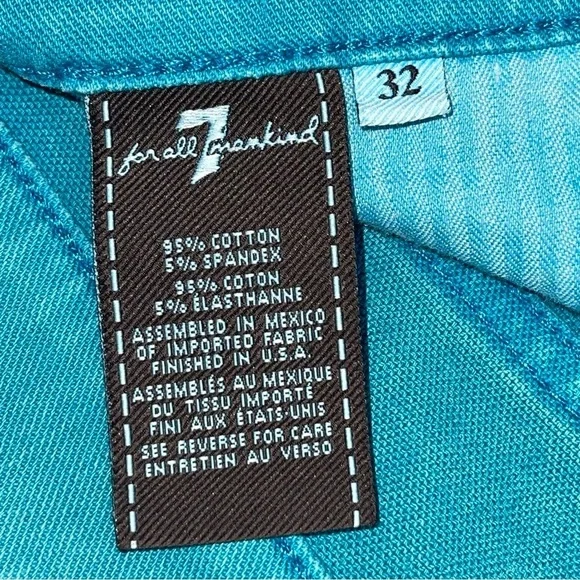 32
for all 7 mankind
95% COTTON
5% SPANDEX
95% COTON
5% ÉLASTHANNE
ASSEMBLED IN MEXICO
OF IMPORTED FABRIC
FINISHED IN U.S.A.
ASSEMBLÉS AU MEXIQUE
DU TISSU IMPORTÉ
FINI AUX ÉTATS-UNIS
SEE REVERSE FOR CARE
ENTRETIEN AU VERSO